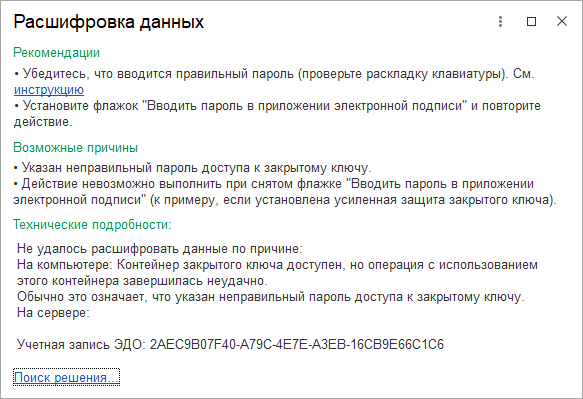 Расшифровка данных
Рекомендации
• Убедитесь, что вводится правильный пароль (проверьте раскладку клавиатуры). См.
инструкцию
• Установите флажок "Вводить пароль в приложении электронной подписи" и повторите
действие.
Возможные причины
• Указан неправильный пароль доступа к закрытому ключу.
• Действие невозможно выполнить при снятом флажке "Вводить пароль в приложении
электронной подписи" (к примеру, если установлена усиленная защита закрытого ключа).
Технические подробности:
Не удалось расшифровать данные по причине:
На компьютере: Контейнер закрытого ключа доступен, но операция с использованием
этого контейнера завершилась неудачно.
Обычно это означает, что указан неправильный пароль доступа к закрытому ключу.
На сервере:
Учетная запись ЭДО: 2AEC9B07F40-A79C-4E7E-A3EB-16CB9E66C1C6
Поиск решения...